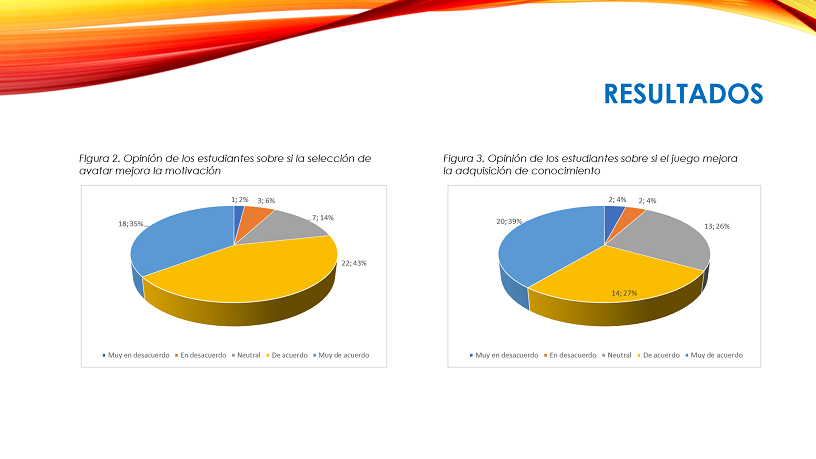 RESULTADOS
Figura 2. Opinión de los estudiantes sobre si la selección de
avatar mejora la motivación
1; 2%
3; 6%
7; 14%
18; 35%
22; 43%
Muy en desacuerdo En desacuerdo Neutral De acuerdo Muy de acuerdo
Figura 3. Opinión de los estudiantes sobre si el juego mejora
la adquisición de conocimiento
2; 4%
2; 4%
20; 39%
13; 26%
14; 27%
Muy en desacuerdo En desacuerdo Neutral De acuerdo Muy de acuerdo